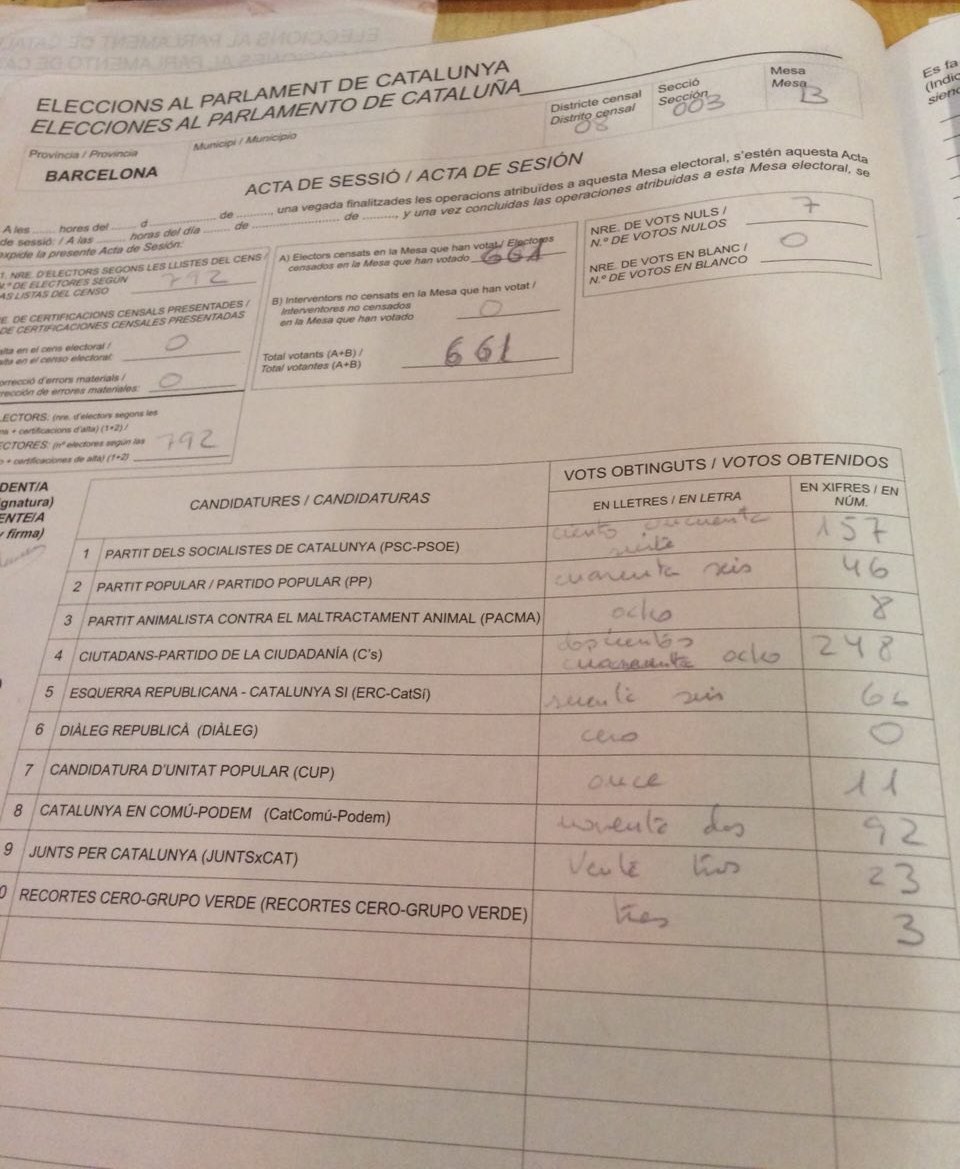 ELECCIONS AL PARLAMENT DE CATALUNYA
ELECCIONES AL PARLAMENTO DE CATALUÑA
Província / Provincia
BARCELONA
Municipi / Municipio
Districte censal
Distrito censal
08
Secció
Sección
003
Mesa
Mesa
B
ACTA DE SESSIÓ / ACTA DE SESIÓN
A les ...... hores del ...... d .................. de .........., una vegada finalitzades les operacions atribuïdes a aquesta Mesa electoral, s'estén aquesta Acta
de sessió: / A las ......... horas del día ....... de ................... de ........., y una vez concluidas las operaciones atribuidas a esta Mesa electoral, se
expide la presente Acta de Sesión:
1. NRE. D'ELECTORS SEGONS LES LLISTES DEL CENS /
N.º DE ELECTORES SEGÚN
AS LISTAS DEL CENSO
792
E. DE CERTIFICACIONS CENSALS PRESENTADES /
DE CERTIFICACIONES CENSALES PRESENTADAS
alta en el cens electoral /
alta en el censo electoral:
0
orrecció d'errors materials /
rrección de errores materiales:
0
LECTORS: (nre. d'electors segons les
ns + certificacions d'alta) (1+2) /
ECTORES: (nº electores según las
o + certificaciones de alta) (1+2)
792
A) Electors censats en la Mesa que han votat / Electores
censados en la Mesa que han votado 661
B) Interventors no censats en la Mesa que han votat /
Interventores no censados
en la Mesa que han votado 0
Total votants (A+B) /
Total votantes (A+B) 661
NRE. DE VOTS NULS /
N.º DE VOTOS NULOS 7
NRE. DE VOTS EN BLANC /
N.º DE VOTOS EN BLANCO 0
DENT/A
ignatura)
ENTE/A
y firma)
CANDIDATURES / CANDIDATURAS
VOTS OBTINGUTS / VOTOS OBTENIDOS
EN LLETRES / EN LETRA
EN XIFRES / EN
NÚM.
1 PARTIT DELS SOCIALISTES DE CATALUNYA (PSC-PSOE) ciento cincuenta siete 157
2 PARTIT POPULAR / PARTIDO POPULAR (PP) cuarenta seis 46
3 PARTIT ANIMALISTA CONTRA EL MALTRACTAMENT ANIMAL (PACMA) ocho 8
4 CIUTADANS-PARTIDO DE LA CIUDADANÍA (C's) doscientos cuarenta ocho 248
5 ESQUERRA REPUBLICANA - CATALUNYA SI (ERC-CatSí) sesenta seis 66
6 DIÀLEG REPUBLICÀ (DIÀLEG) cero 0
7 CANDIDATURA D'UNITAT POPULAR (CUP) once 11
8 CATALUNYA EN COMÚ-PODEM (CatComú-Podem) noventa dos 92
9 JUNTS PER CATALUNYA (JUNTSxCAT) veinte tres 23
0 RECORTES CERO-GRUPO VERDE (RECORTES CERO-GRUPO VERDE) tres 3
Es fa
(Indic
siend